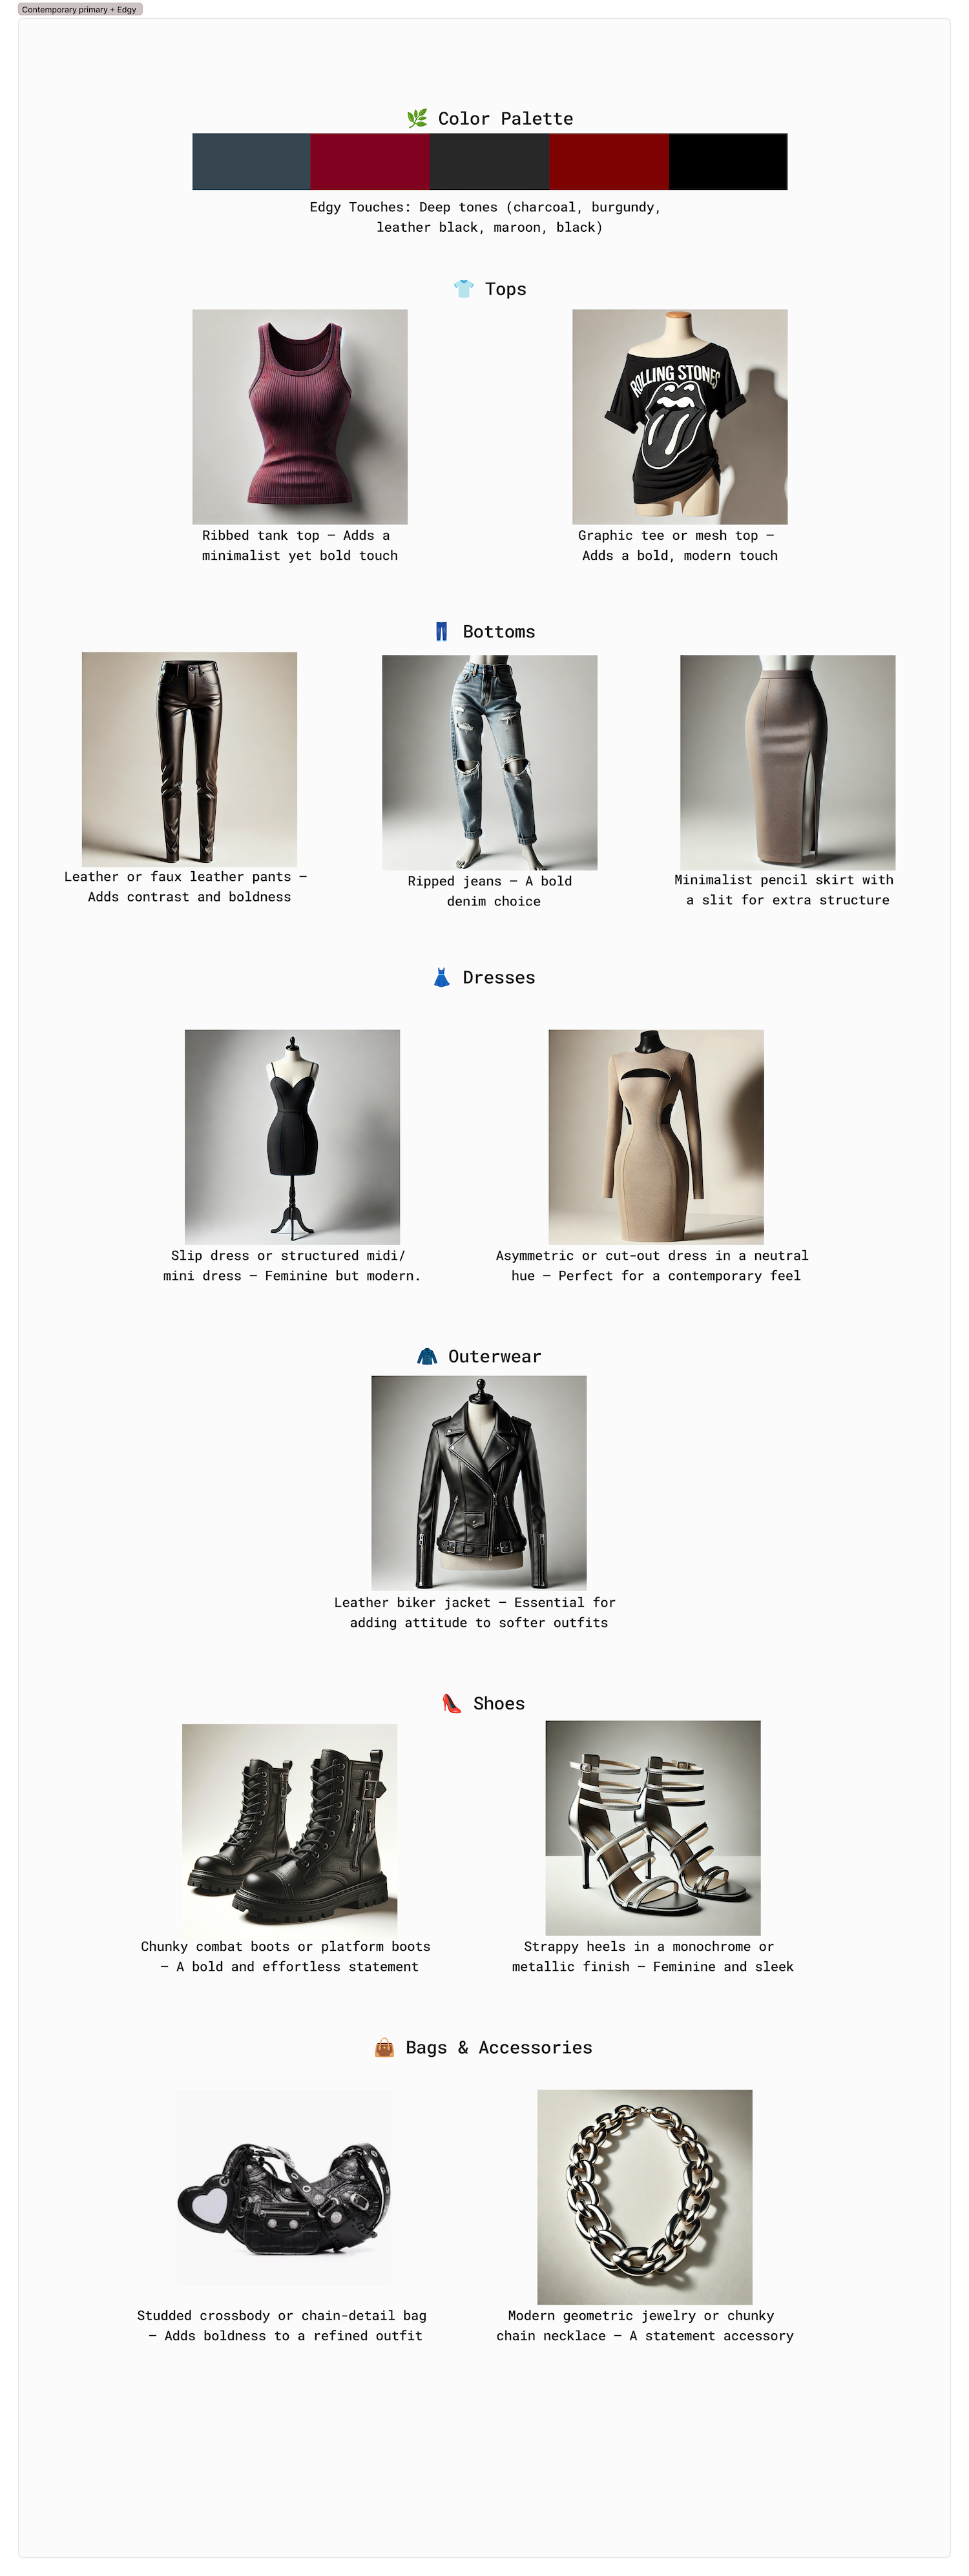 Contemporary primary + Edgy
🌿 Color Palette
Edgy Touches: Deep tones (charcoal, burgundy,
leather black, maroon, black)
👕 Tops
ROLLING STONES
Ribbed tank top – Adds a
minimalist yet bold touch
Graphic tee or mesh top –
Adds a bold, modern touch
👖 Bottoms
Leather or faux leather pants –
Adds contrast and boldness
Ripped jeans – A bold
denim choice
Minimalist pencil skirt with
a slit for extra structure
👗 Dresses
Slip dress or structured midi/
mini dress – Feminine but modern.
Asymmetric or cut-out dress in a neutral
hue – Perfect for a contemporary feel
🧥 Outerwear
Leather biker jacket – Essential for
adding attitude to softer outfits
👠 Shoes
Chunky combat boots or platform boots
– A bold and effortless statement
Strappy heels in a monochrome or
metallic finish – Feminine and sleek
👜 Bags & Accessories
Studded crossbody or chain-detail bag
– Adds boldness to a refined outfit
Modern geometric jewelry or chunky
chain necklace – A statement accessory